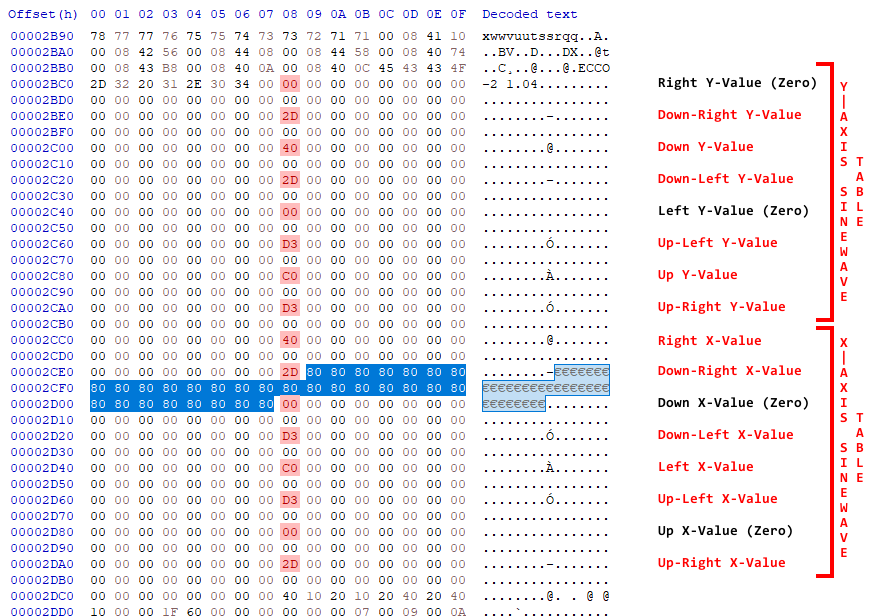 Offset(h) 00 01 02 03 04 05 06 07 08 09 0A 0B 0C 0D 0E 0F Decoded text
00002B90 78 77 77 76 75 75 74 73 73 72 71 71 00 08 41 10 xwwvuutssrqq..A.
00002BA0 00 08 42 56 00 08 44 08 00 08 44 58 00 08 40 74 ..BV..D...DX..@t
00002BB0 00 08 43 B8 00 08 40 0A 00 08 40 0C 45 43 43 4F ..C¸..@...@.ECCO
00002BC0 2D 32 20 31 2E 30 34 00 00 00 00 00 00 00 00 00 -2 1.04......... Right Y-Value (Zero)
00002BD0 00 00 00 00 00 00 00 00 00 00 00 00 00 00 00 00 ................
00002BE0 00 00 00 00 00 00 00 00 2D 00 00 00 00 00 00 00 ........-....... Down-Right Y-Value
00002BF0 00 00 00 00 00 00 00 00 00 00 00 00 00 00 00 00 ................
00002C00 00 00 00 00 00 00 00 00 40 00 00 00 00 00 00 00 ........@....... Down Y-Value
00002C10 00 00 00 00 00 00 00 00 00 00 00 00 00 00 00 00 ................
00002C20 00 00 00 00 00 00 00 00 2D 00 00 00 00 00 00 00 ........-....... Down-Left Y-Value
00002C30 00 00 00 00 00 00 00 00 00 00 00 00 00 00 00 00 ................
00002C40 00 00 00 00 00 00 00 00 00 00 00 00 00 00 00 00 ................ Left Y-Value (Zero)
00002C50 00 00 00 00 00 00 00 00 00 00 00 00 00 00 00 00 ................
00002C60 00 00 00 00 00 00 00 00 D3 00 00 00 00 00 00 00 ........Ó....... Up-Left Y-Value
00002C70 00 00 00 00 00 00 00 00 00 00 00 00 00 00 00 00 ................
00002C80 00 00 00 00 00 00 00 00 C0 00 00 00 00 00 00 00 ........À....... Up Y-Value
00002C90 00 00 00 00 00 00 00 00 00 00 00 00 00 00 00 00 ................
00002CA0 00 00 00 00 00 00 00 00 D3 00 00 00 00 00 00 00 ........Ó....... Up-Right Y-Value
00002CB0 00 00 00 00 00 00 00 00 00 00 00 00 00 00 00 00 ................
00002CC0 00 00 00 00 00 00 00 00 40 00 00 00 00 00 00 00 ........@....... Right X-Value
00002CD0 00 00 00 00 00 00 00 00 00 00 00 00 00 00 00 00 ................
00002CE0 00 00 00 00 00 00 00 00 2D 80 80 80 80 80 80 80 ........-€€€€€€€ Down-Right X-Value
00002CF0 80 80 80 80 80 80 80 80 80 80 80 80 80 80 80 80 €€€€€€€€€€€€€€€€
00002D00 80 80 80 80 80 80 80 80 00 00 00 00 00 00 00 00 €€€€€€€€........ Down X-Value (Zero)
00002D10 00 00 00 00 00 00 00 00 00 00 00 00 00 00 00 00 ................
00002D20 00 00 00 00 00 00 00 00 D3 00 00 00 00 00 00 00 ........Ó....... Down-Left X-Value
00002D30 00 00 00 00 00 00 00 00 00 00 00 00 00 00 00 00 ................
00002D40 00 00 00 00 00 00 00 00 C0 00 00 00 00 00 00 00 ........À....... Left X-Value
00002D50 00 00 00 00 00 00 00 00 00 00 00 00 00 00 00 00 ................
00002D60 00 00 00 00 00 00 00 00 D3 00 00 00 00 00 00 00 ........Ó....... Up-Left X-Value
00002D70 00 00 00 00 00 00 00 00 00 00 00 00 00 00 00 00 ................
00002D80 00 00 00 00 00 00 00 00 00 00 00 00 00 00 00 00 ................ Up X-Value (Zero)
00002D90 00 00 00 00 00 00 00 00 00 00 00 00 00 00 00 00 ................
00002DA0 00 00 00 00 00 00 00 00 2D 00 00 00 00 00 00 00 ........-....... Up-Right X-Value
00002DB0 00 00 00 00 00 00 00 00 00 00 00 00 00 00 00 00 ................
00002DC0 00 00 00 00 00 00 00 00 40 10 20 10 20 40 20 40 ........@. . @ @
00002DD0 10 00 00 1F 60 00 00 00 00 00 00 07 00 09 00 0A ....`...........
Y|AXIS SINEWAVE
TABLE
X|AXIS SINEWAVE
TABLE